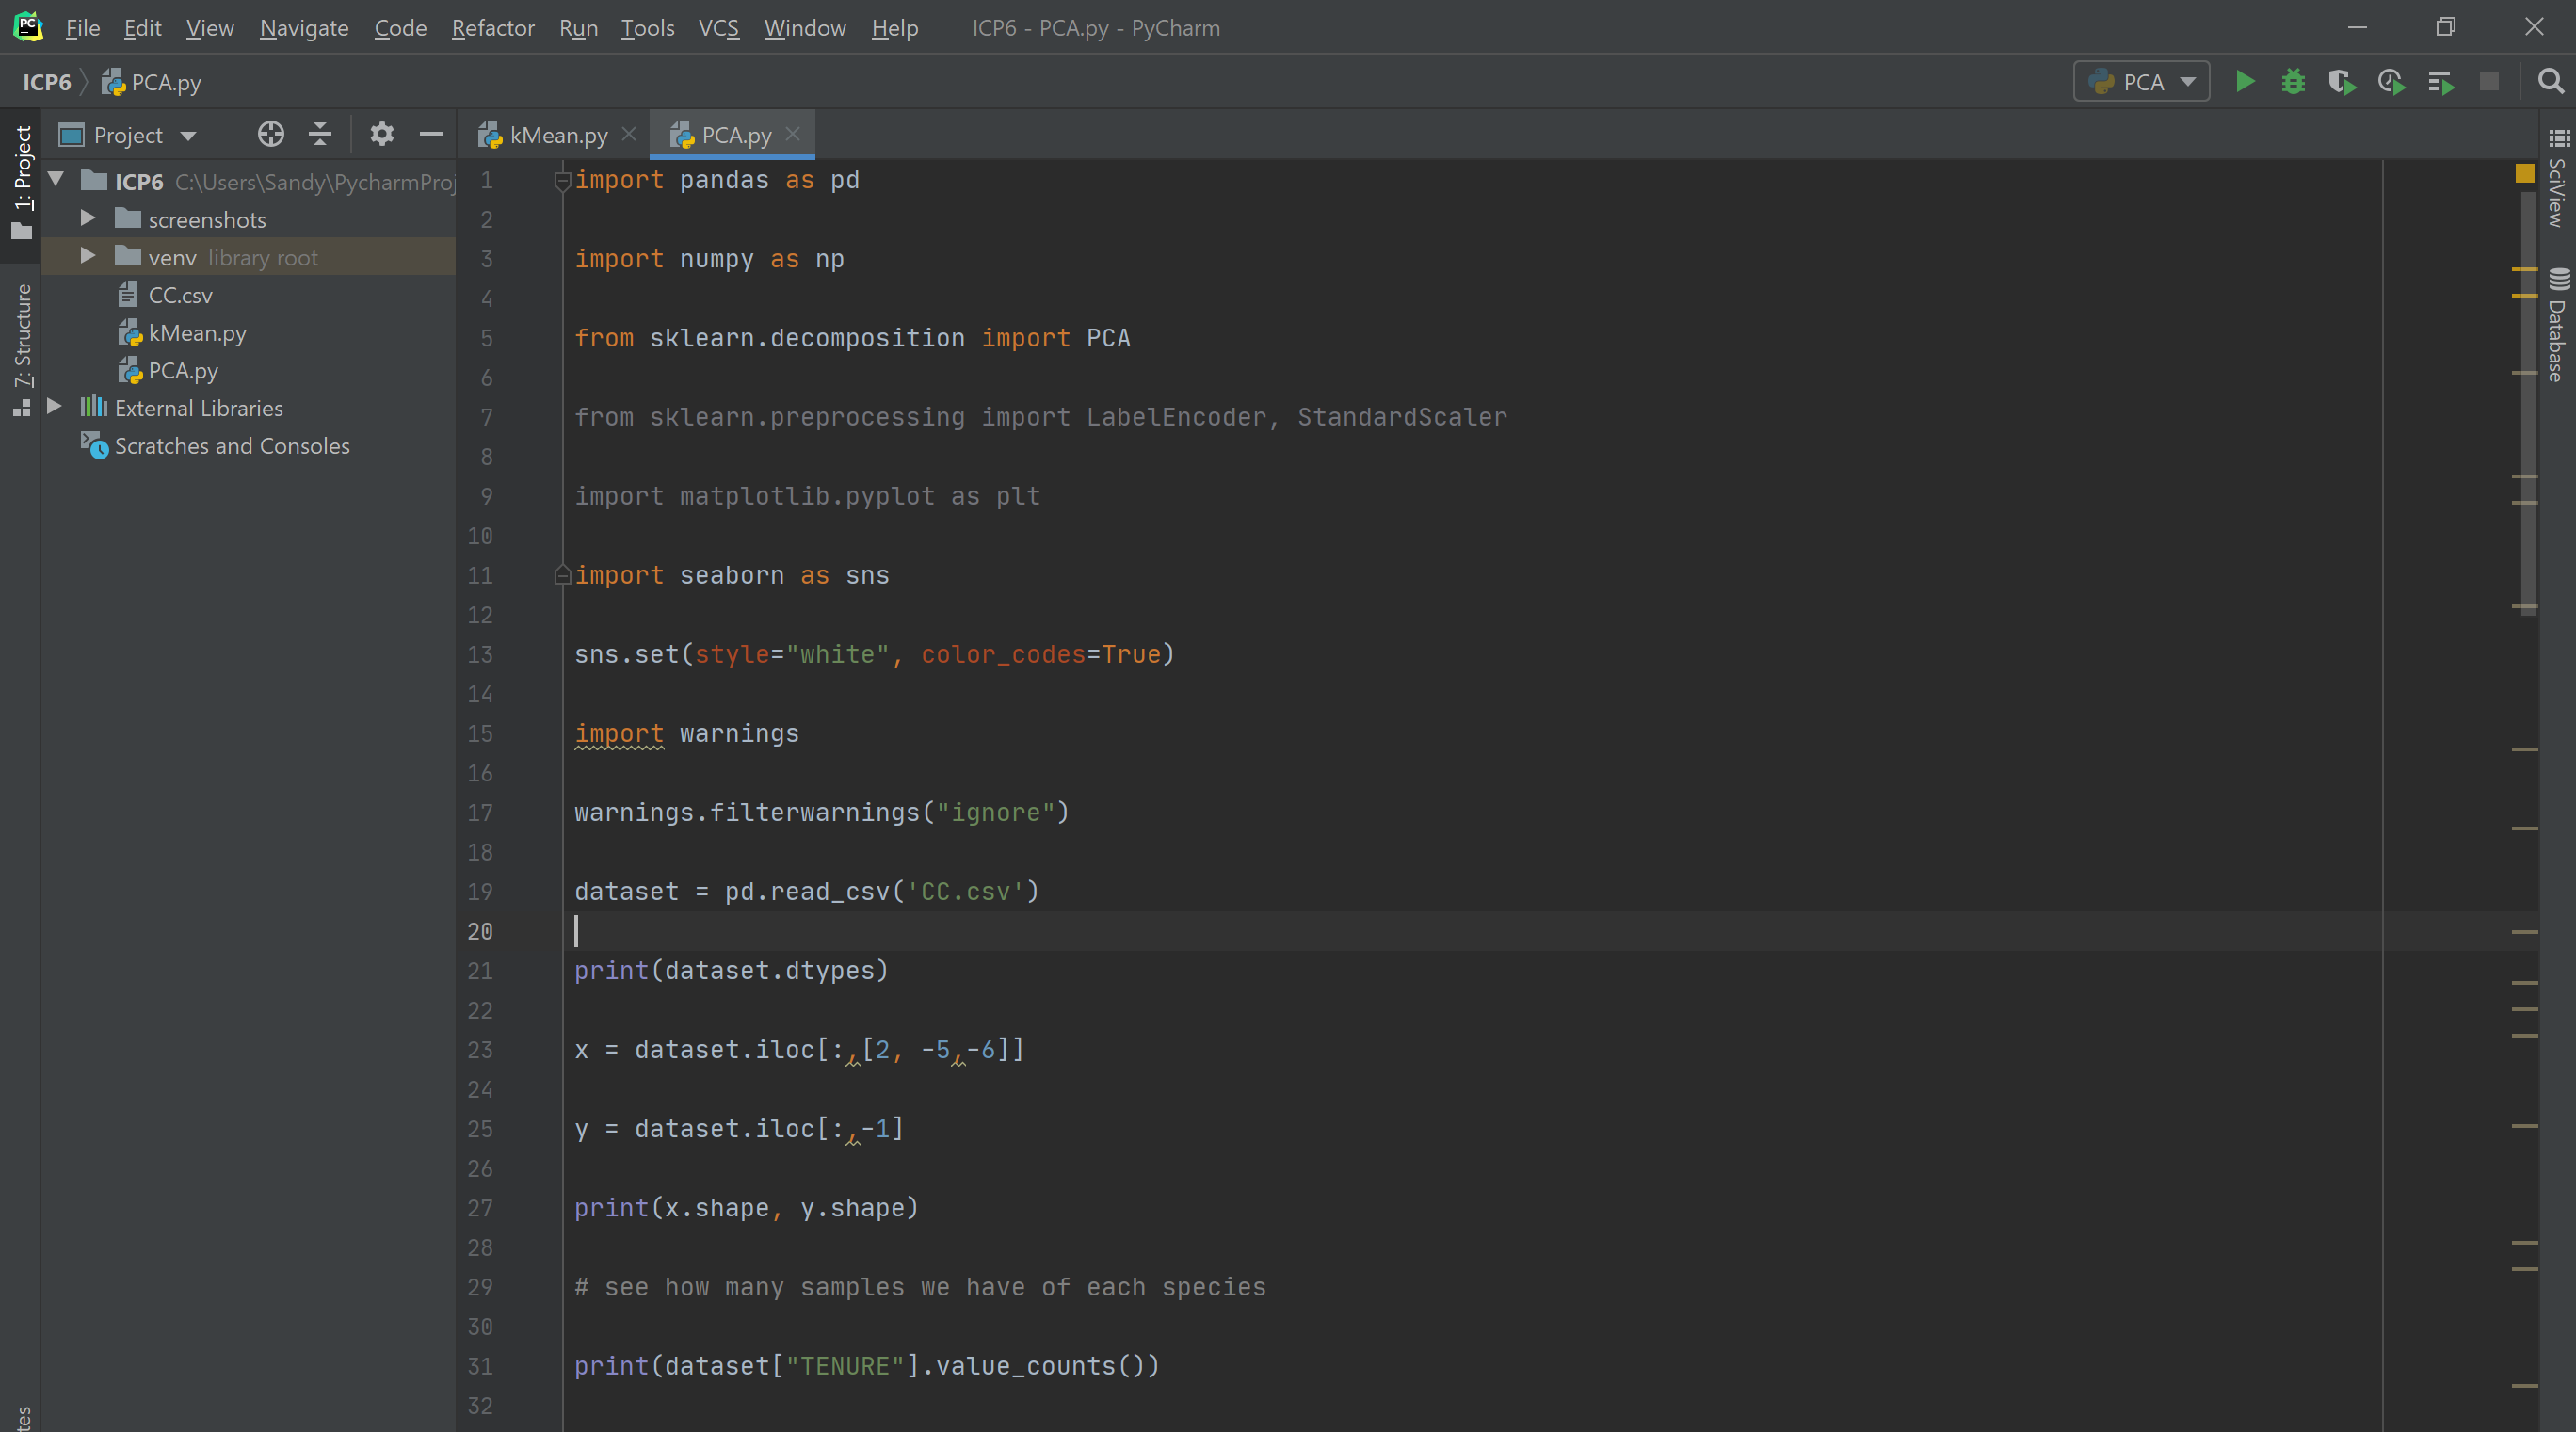 PC
File Edit View Navigate Code Refactor Run Tools VCS Window Help ICP6 - PCA.py - PyCharm
ICP6 PCA.py PCA
1: Project
7: Structure
Project
ICP6 C:\Users\Sandy\PycharmProj
screenshots
venv library root
CC.csv
kMean.py
PCA.py
External Libraries
Scratches and Consoles
kMean.py PCA.py
1 import pandas as pd
2
3 import numpy as np
4
5 from sklearn.decomposition import PCA
6
7 from sklearn.preprocessing import LabelEncoder, StandardScaler
8
9 import matplotlib.pyplot as plt
10
11 import seaborn as sns
12
13 sns.set(style="white", color_codes=True)
14
15 import warnings
16
17 warnings.filterwarnings("ignore")
18
19 dataset = pd.read_csv('CC.csv')
20
21 print(dataset.dtypes)
22
23 x = dataset.iloc[:,[2, -5,-6]]
24
25 y = dataset.iloc[:,-1]
26
27 print(x.shape, y.shape)
28
29 # see how many samples we have of each species
30
31 print(dataset["TENURE"].value_counts())
32
SciView
Database